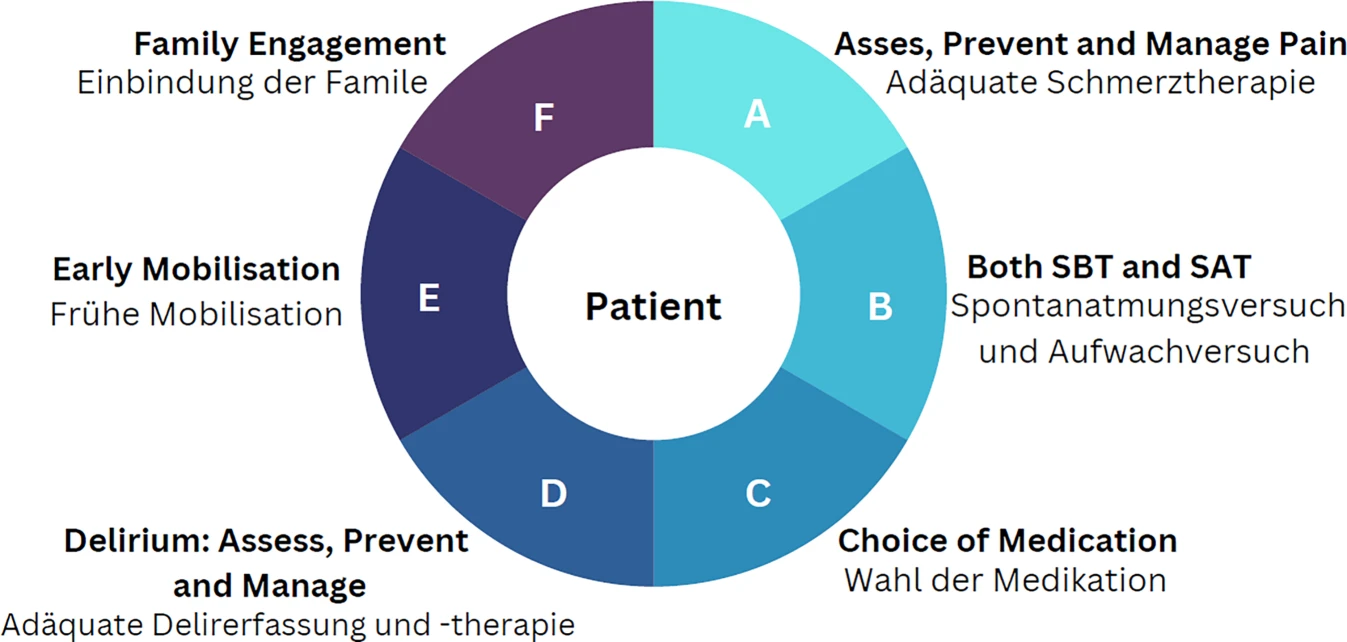 Family Engagement
Einbindung der Famile
F
A
Asses, Prevent and Manage Pain
Adäquate Schmerztherapie
Early Mobilisation
Frühe Mobilisation
E
Patient
B
Both SBT and SAT
Spontanatmungsversuch
und Aufwachversuch
D
C
Delirium: Assess, Prevent
and Manage
Adäquate Delirerfassung und -therapie
Choice of Medication
Wahl der Medikation